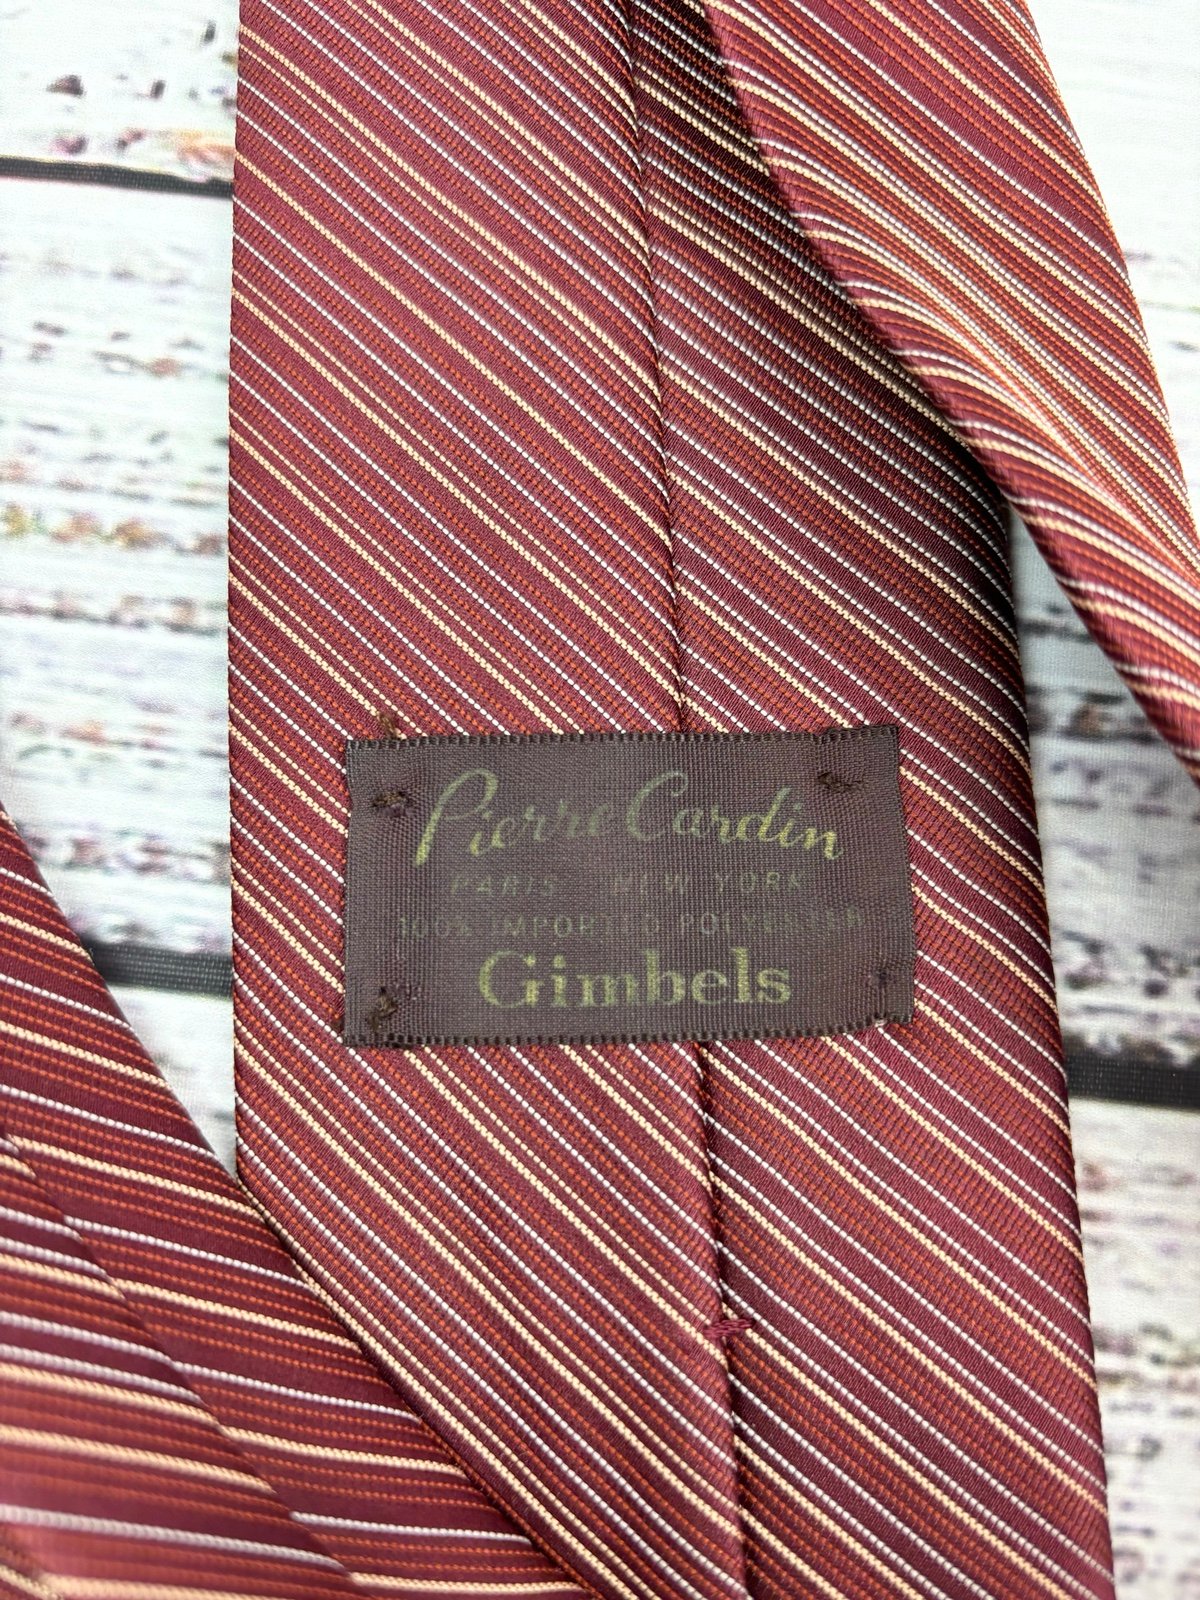 Pierre Cardin
PARIS NEW YORK
100% IMPORTED POLYESTER
Gimbels